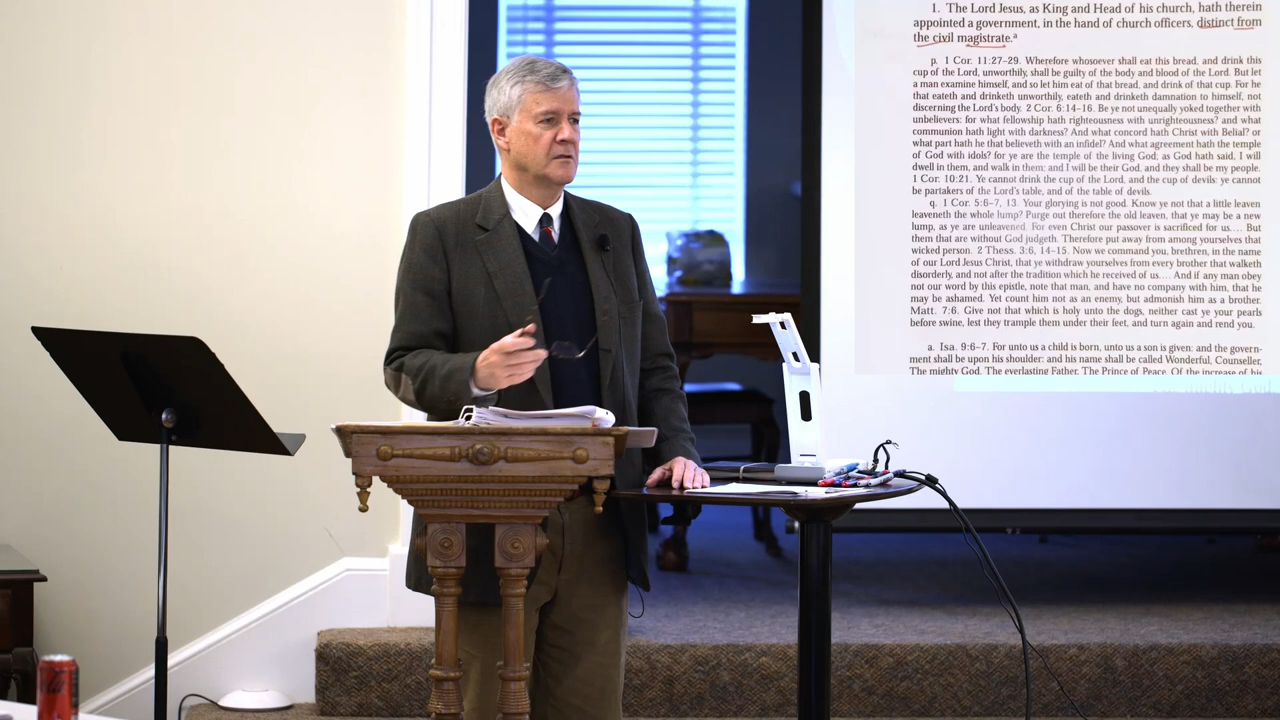 1. The Lord Jesus, as King and Head of his church, hath therein
appointed a government, in the hand of church officers, distinct from
the civil magistrate.ᵃ
p. 1 Cor. 11:27–29. Wherefore whosoever shall eat this bread, and drink this
cup of the Lord, unworthily, shall be guilty of the body and blood of the Lord. But let
a man examine himself, and so let him eat of that bread, and drink of that cup. For he
that eateth and drinketh unworthily, eateth and drinketh damnation to himself, not
discerning the Lord's body. 2 Cor. 6:14–16. Be ye not unequally yoked together with
unbelievers: for what fellowship hath righteousness with unrighteousness? and what
communion hath light with darkness? And what concord hath Christ with Belial? or
what part hath he that believeth with an infidel? And what agreement hath the temple
of God with idols? for ye are the temple of the living God; as God hath said, I will
dwell in them, and walk in them; and I will be their God, and they shall be my people.
1 Cor. 10:21. Ye cannot drink the cup of the Lord, and the cup of devils: ye cannot
be partakers of the Lord's table, and of the table of devils.
q. 1 Cor. 5:6–7, 13. Your glorying is not good. Know ye not that a little leaven
leaveneth the whole lump? Purge out therefore the old leaven, that ye may be a new
lump, as ye are unleavened. For even Christ our passover is sacrificed for us.… But
them that are without God judgeth. Therefore put away from among yourselves that
wicked person. 2 Thess. 3:6, 14–15. Now we command you, brethren, in the name
of our Lord Jesus Christ, that ye withdraw yourselves from every brother that walketh
disorderly, and not after the tradition which he received of us.… And if any man obey
not our word by this epistle, note that man, and have no company with him, that he
may be ashamed. Yet count him not as an enemy, but admonish him as a brother.
Matt. 7:6. Give not that which is holy unto the dogs, neither cast ye your pearls
before swine, lest they trample them under their feet, and turn again and rend you.
a. Isa. 9:6–7. For unto us a child is born, unto us a son is given: and the govern-
ment shall be upon his shoulder: and his name shall be called Wonderful, Counseller,
The mighty God, The everlasting Father, The Prince of Peace. Of the increase of his